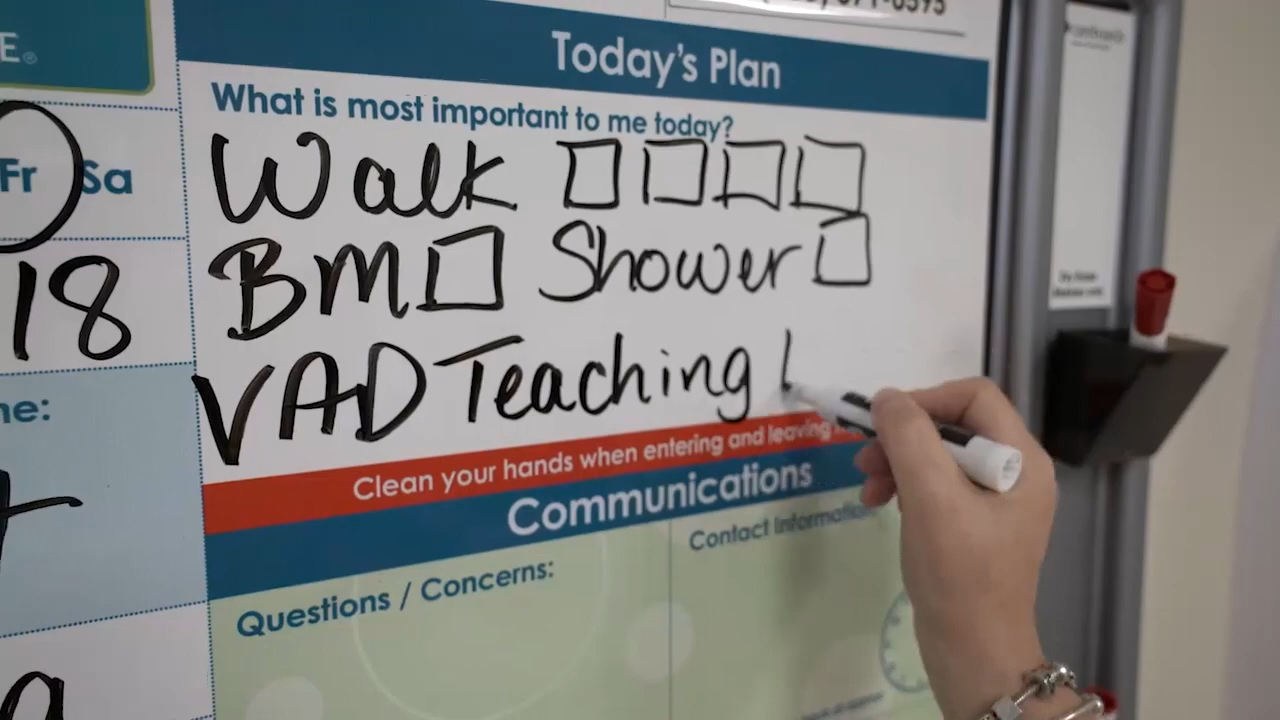 Today's Plan
What is most important to me today?
Walk
BM Shower
VAD Teaching
Fr Sa
18
Clean your hands when entering and leaving
Communications
Questions / Concerns:
Contact Information